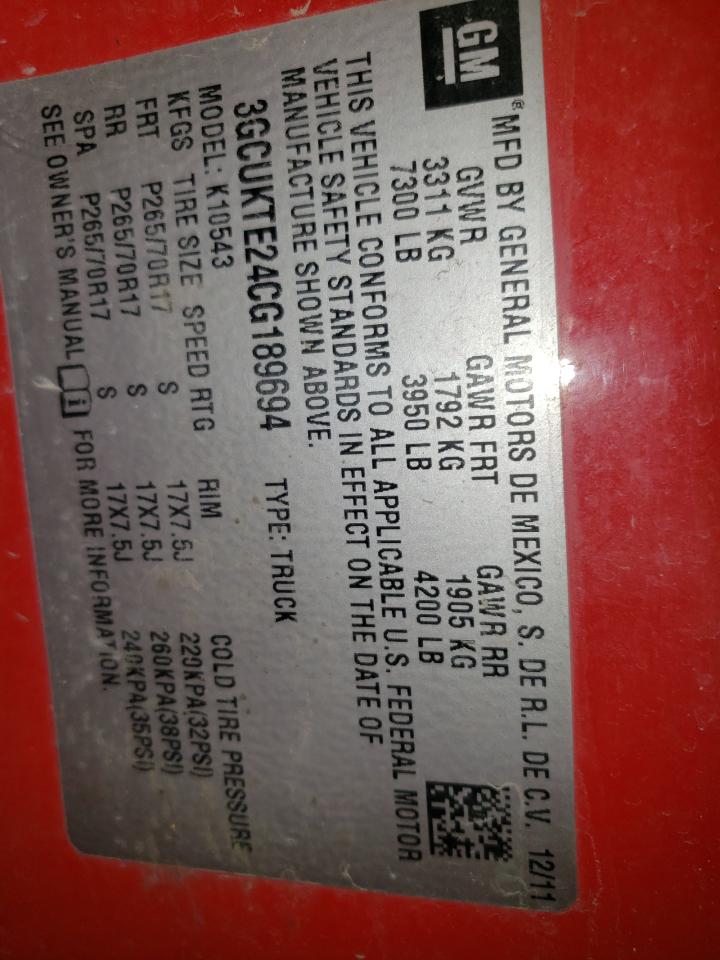 GM
®MFD BY GENERAL MOTORS DE MEXICO, S. DE R.L. DE C.V. 12/11
GVWR GAWR FRT GAWR RR
3311 KG 1792 KG 1905 KG
7300 LB 3950 LB 4200 LB
THIS VEHICLE CONFORMS TO ALL APPLICABLE U.S. FEDERAL MOTOR
VEHICLE SAFETY STANDARDS IN EFFECT ON THE DATE OF
MANUFACTURE SHOWN ABOVE.
3GCUKTE24CG189694 TYPE: TRUCK
MODEL: K10543
KFGS TIRE SIZE SPEED RTG RIM COLD TIRE PRESSURE
FRT P265/70R17 S 17X7.5J 220KPA(32PSI)
RR P265/70R17 S 17X7.5J 260KPA(38PSI)
SPA P265/70R17 S 17X7.5J 240KPA(35PSI)
SEE OWNER'S MANUAL i FOR MORE INFORMATION.